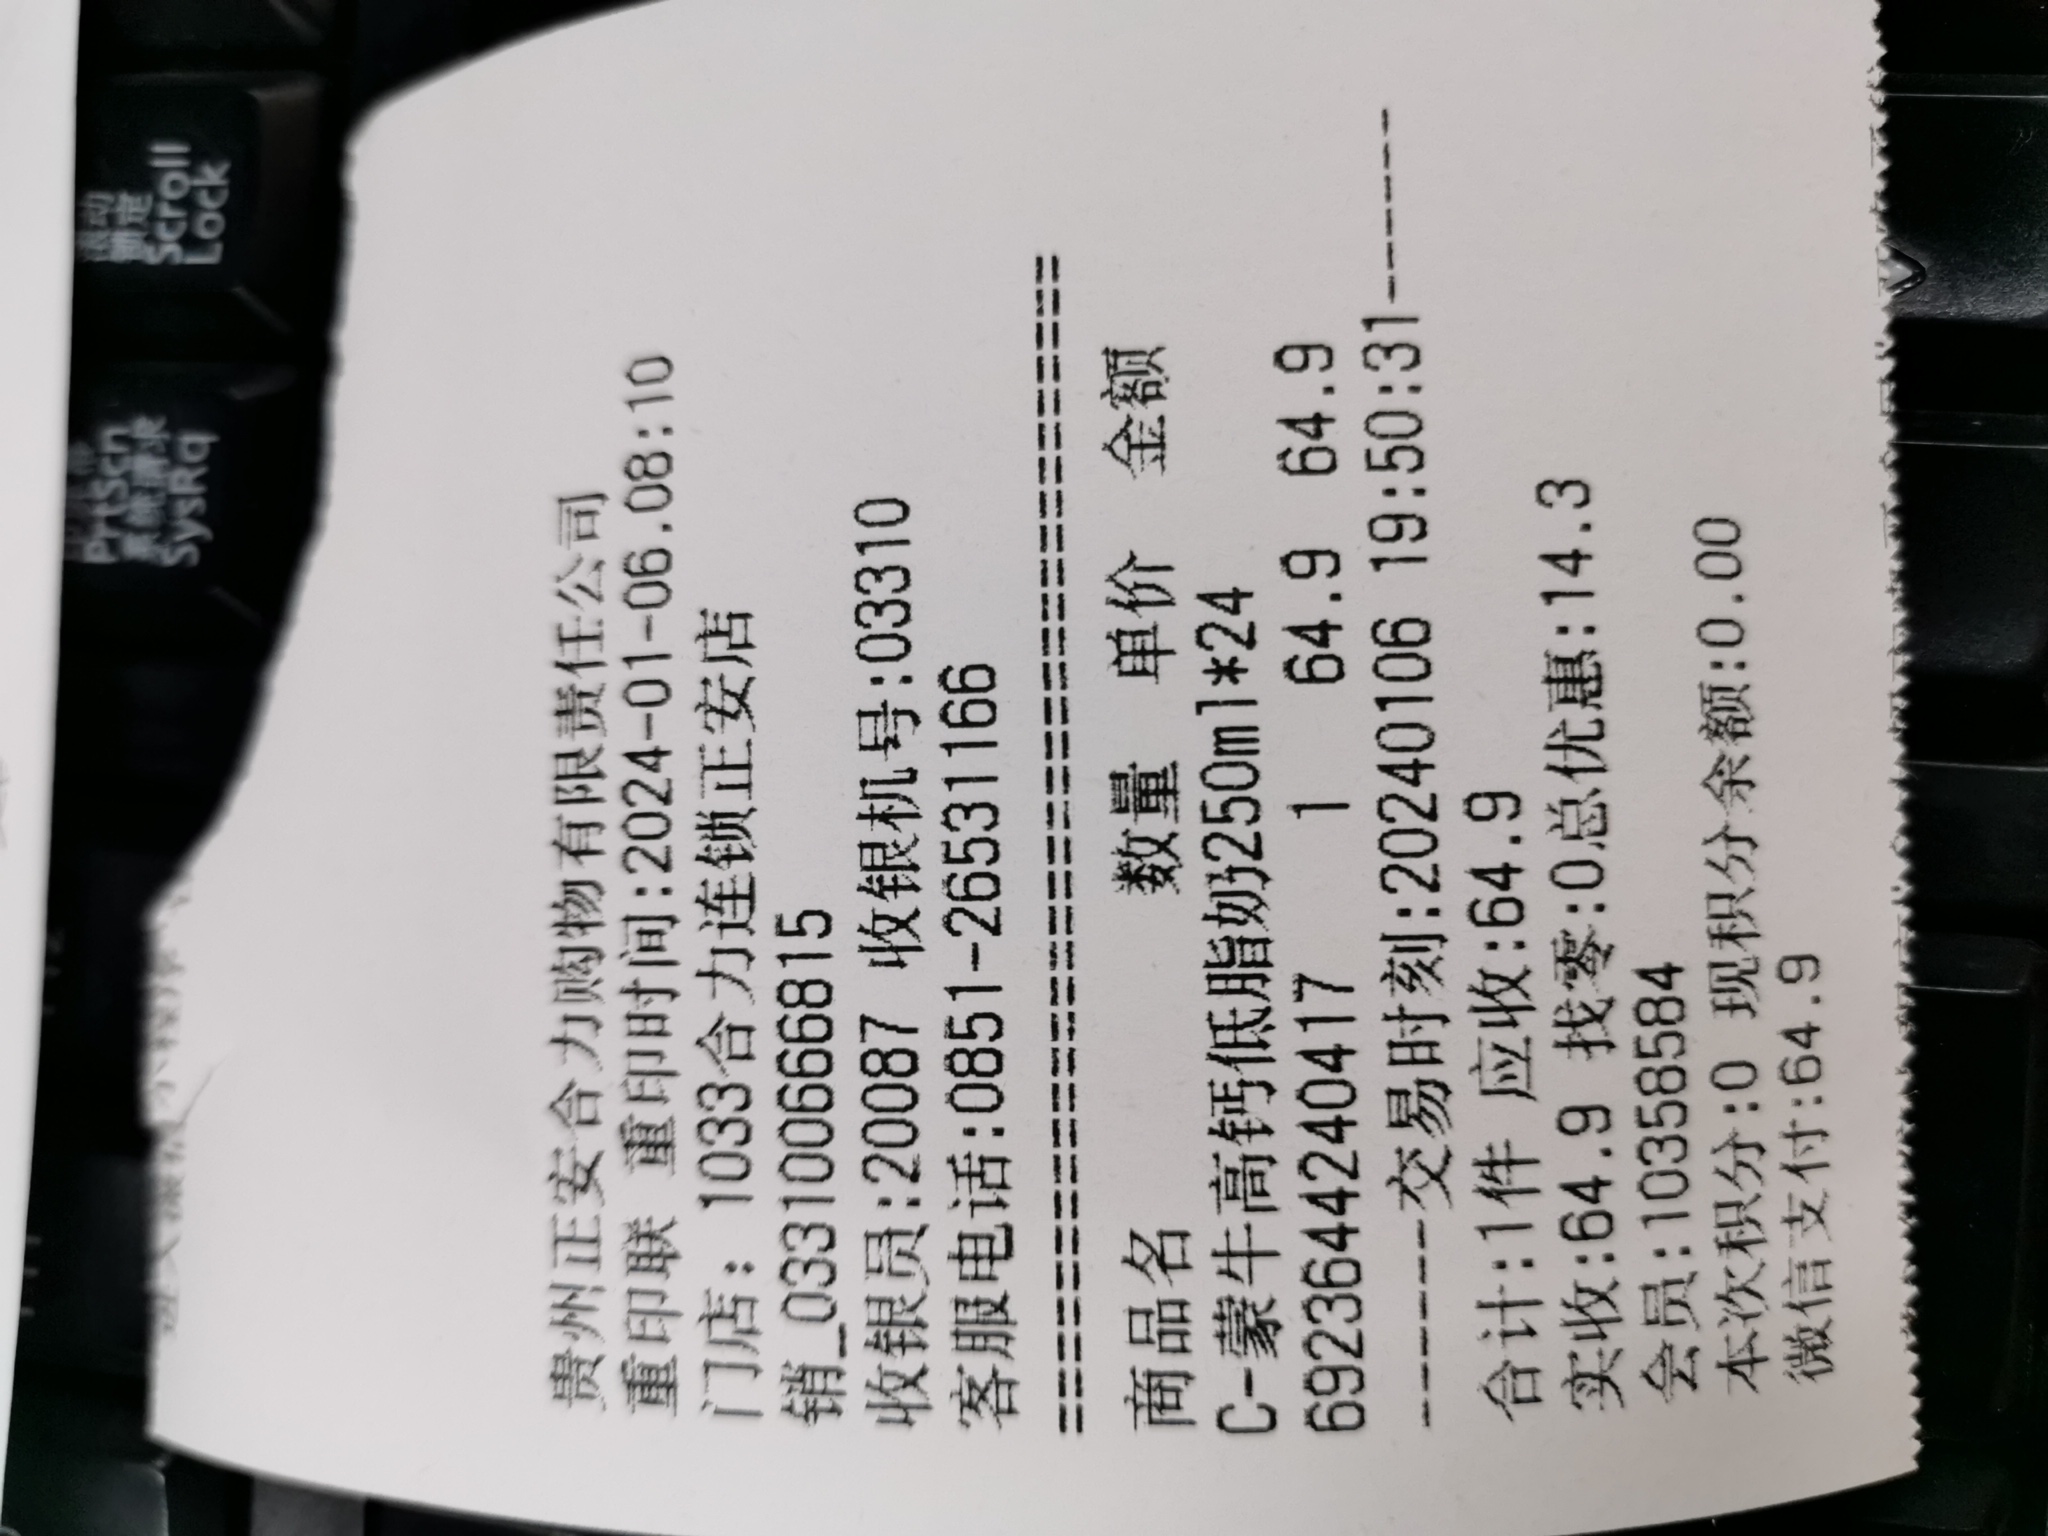 贵州正安合力购物有限责任公司
重印联 重印时间:2024-01-06.08:10
门店: 1033合力连锁正安店
销_033100666815
收银员:20087 收银机号:03310
客服电话:0851-26531166
==========================================
商品名 数量 单价 金额
C-蒙牛高钙低脂奶250ml*24
6923644240417 1 64.9 64.9
-------交易时刻:20240106 19:50:31------
合计:1件 应收:64.9
实收:64.9 找零:0总优惠:14.3
会员:10358584
本次积分:0 现积分余额:0.00
微信支付:64.9
Scroll
Lock
PrtScn
SysRq